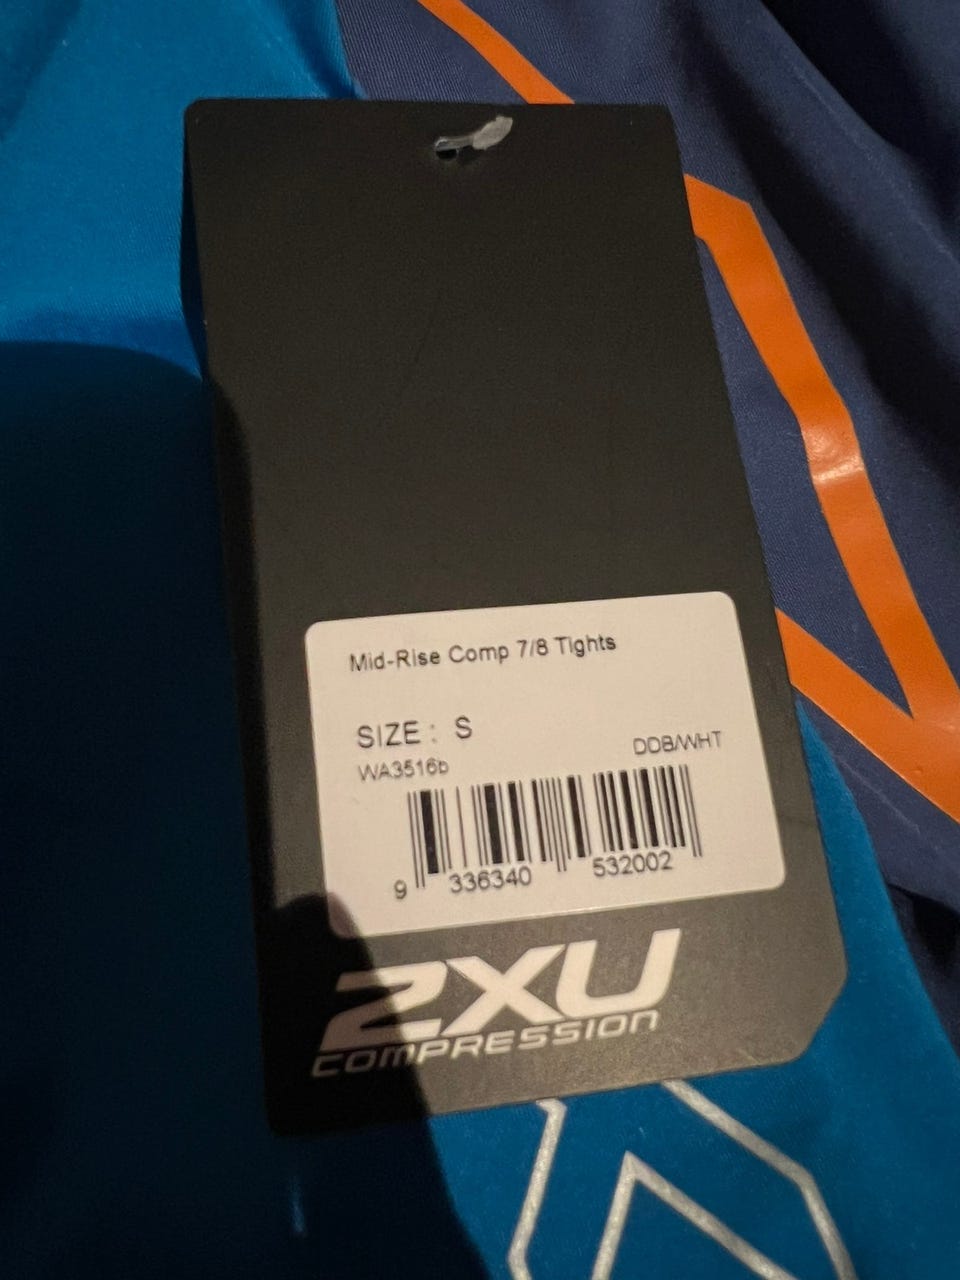 Mid-Rise Comp 7/8 Tights
SIZE : S
WA3516b DDB/WHT
9 336340 532002
2XU
COMPRESSION